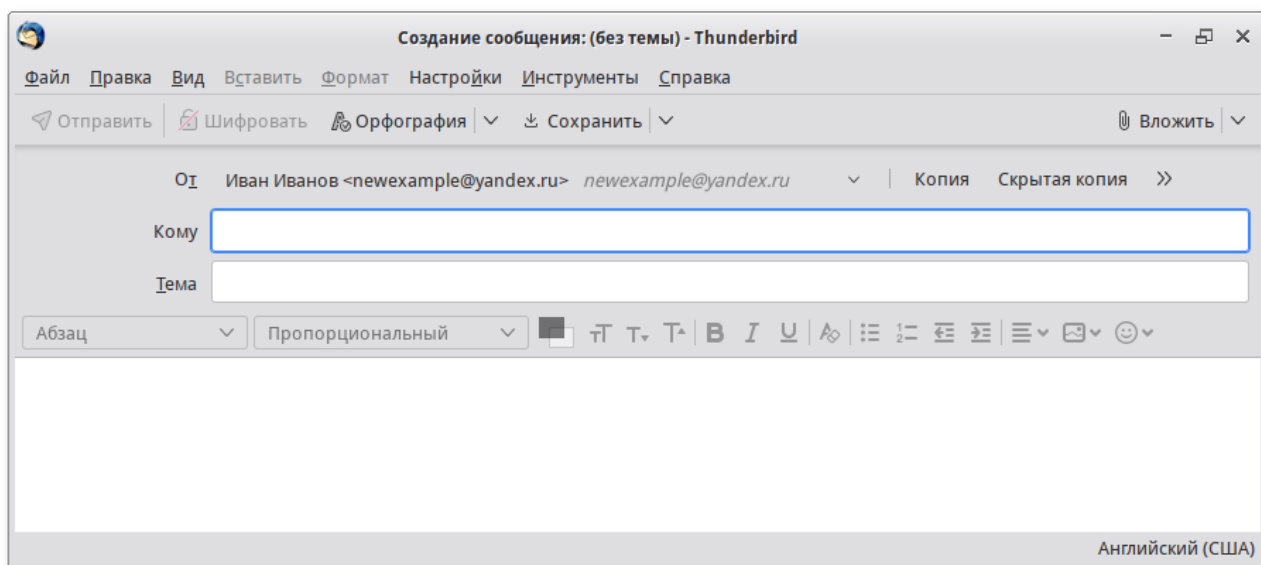 Создание сообщения: (без темы) - Thunderbird
Файл Правка Вид Вставить Формат Настройки Инструменты Справка
Отправить Шифровать Орфография Сохранить Вложить
От Иван Иванов <newexample@yandex.ru> newexample@yandex.ru Копия Скрытая копия
Кому
Тема
Абзац Пропорциональный
Английский (США)